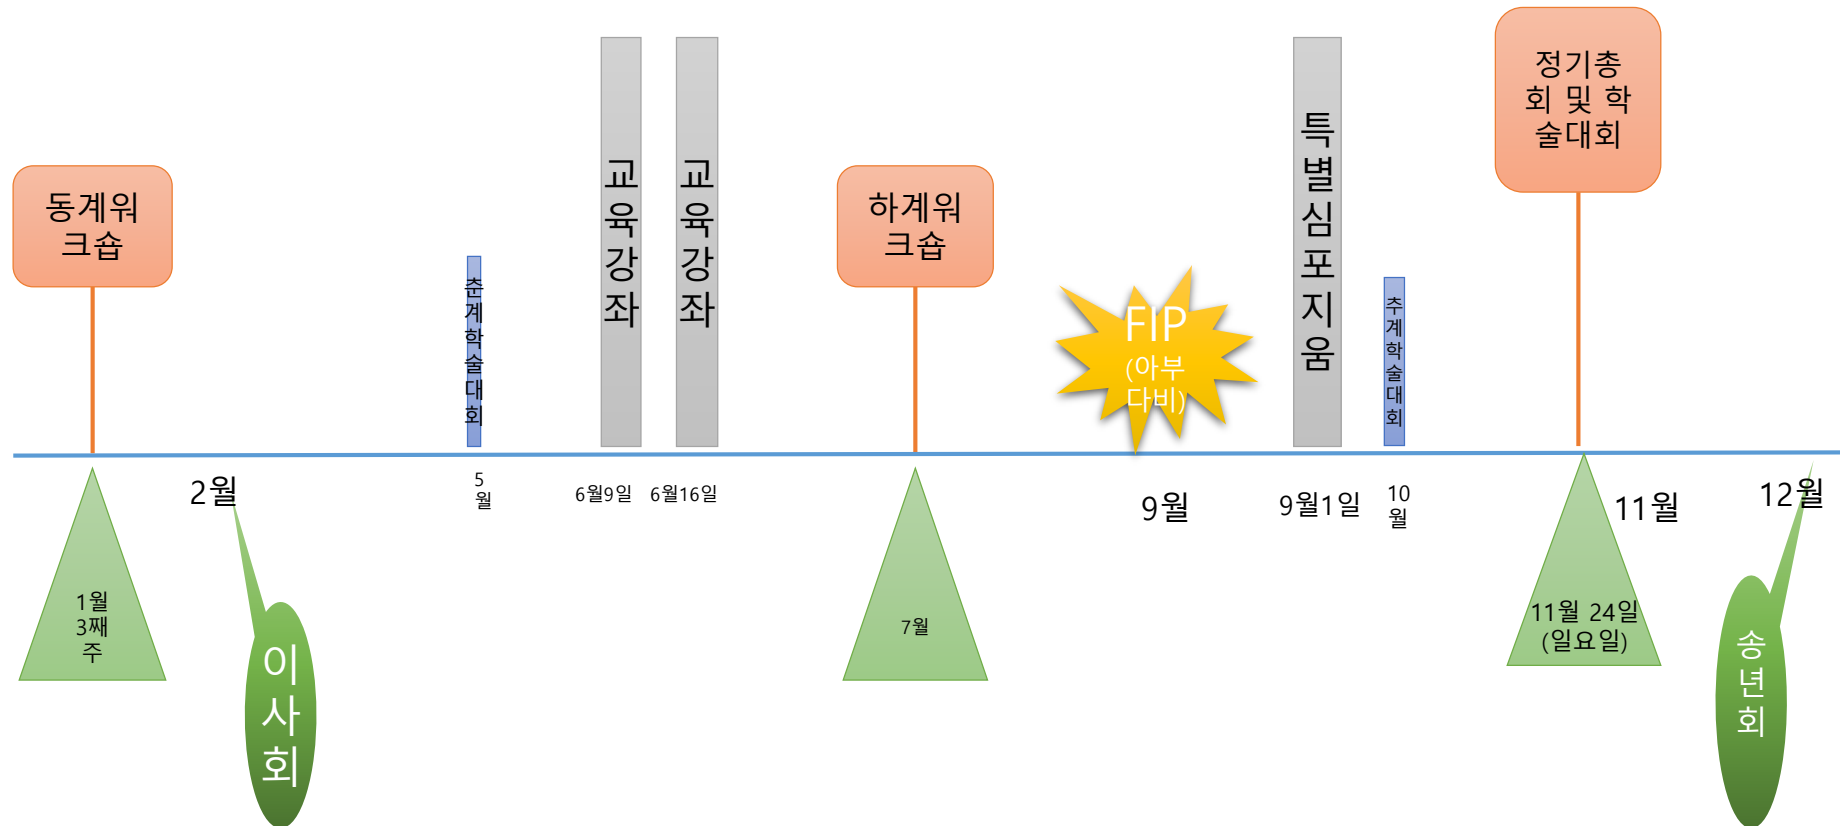 정기총
회 및 학
술대회
동계워
크숍
교육강좌
교육강좌
하계워
크숍
특별심포지움
춘계학술대회
FIP
(아부
다비)
추계학술대회
2월
5
월
6월9일
6월16일
9월
9월1일
10
월
11월
12월
1월
3째
주
7월
11월 24일
(일요일)
이사회
송년회